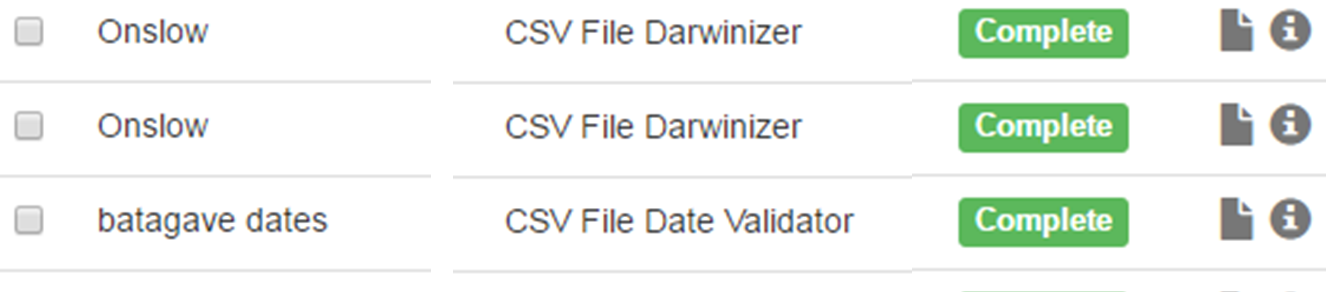 Onslow CSV File Darwinizer Complete
Onslow CSV File Darwinizer Complete
batagave dates CSV File Date Validator Complete